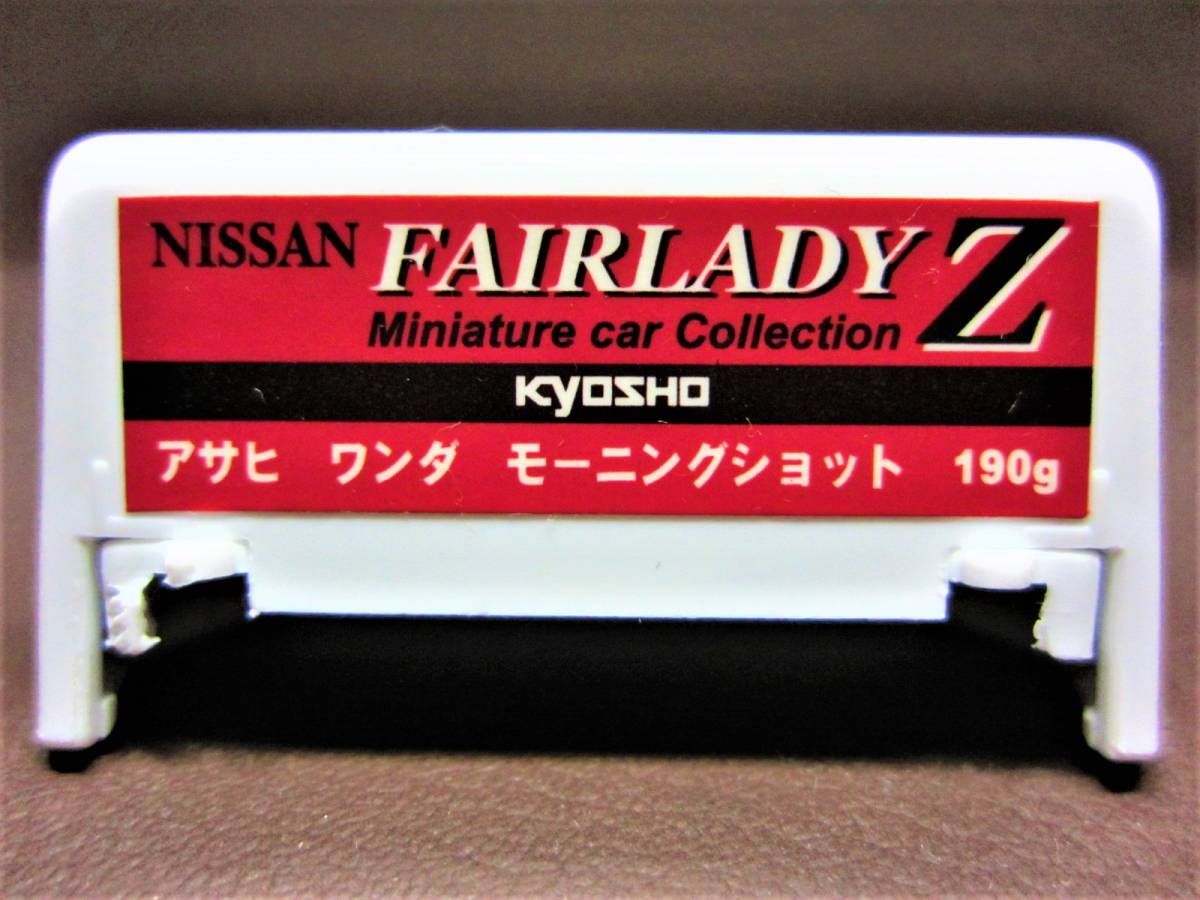 NISSAN FAIRLADY Z
Miniature car Collection
KYOSHO
アサヒ ワンダ モーニングショット 190g